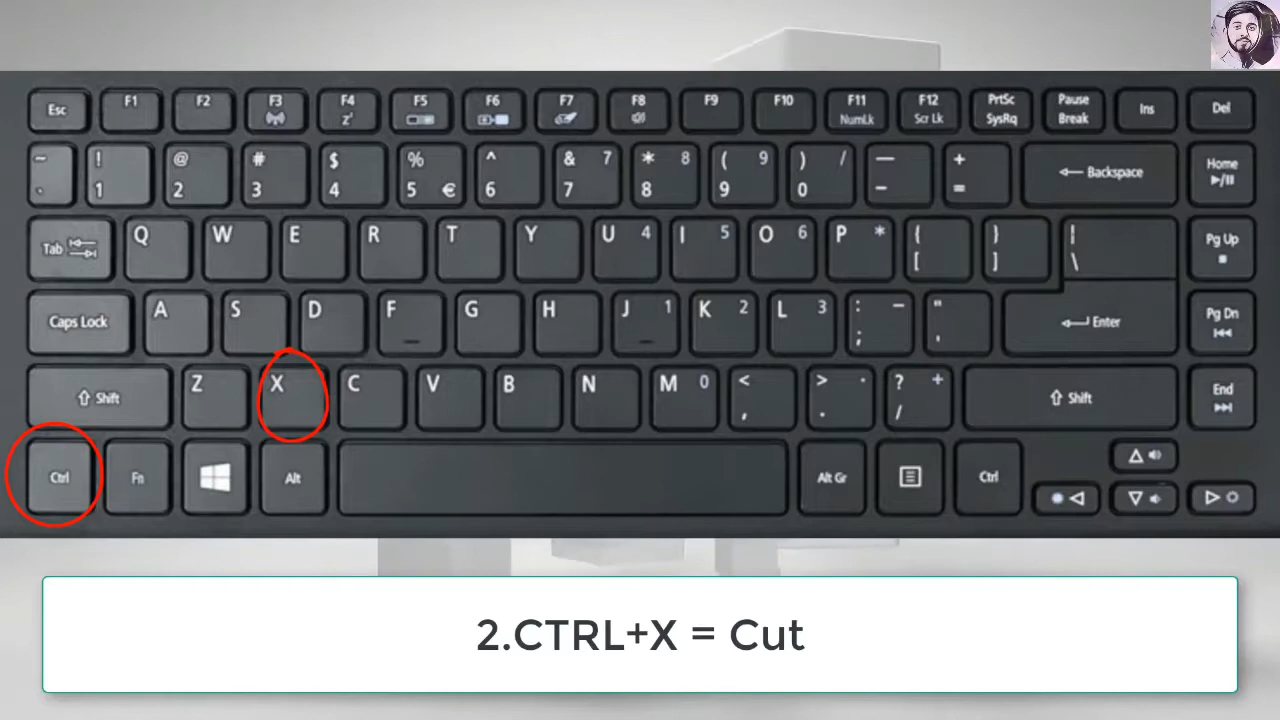 Esc F1 F2 F3 F4 z² F5 F6 F7 F8 F9 F10 F11 NumLk F12 Scr Lk PrtSc SysRq Pause Break Ins Del
~ ! 1 @ 2 # 3 $ 4 % 5 € ^ 6 & 7 7 * 8 8 ( 9 9 ) / 0 — - + = Backspace Home
Tab Q W E R T Y U 4 I 5 O 6 P * { [ } ] | \ Pg Up
Caps Lock A S D F G H J 1 K 2 L 3 : - ; " ' Enter Pg Dn
Shift Z X C V B N M 0 < , > . . ? + / Shift End
Ctrl Fn Alt Alt Gr Ctrl
2.CTRL+X = Cut